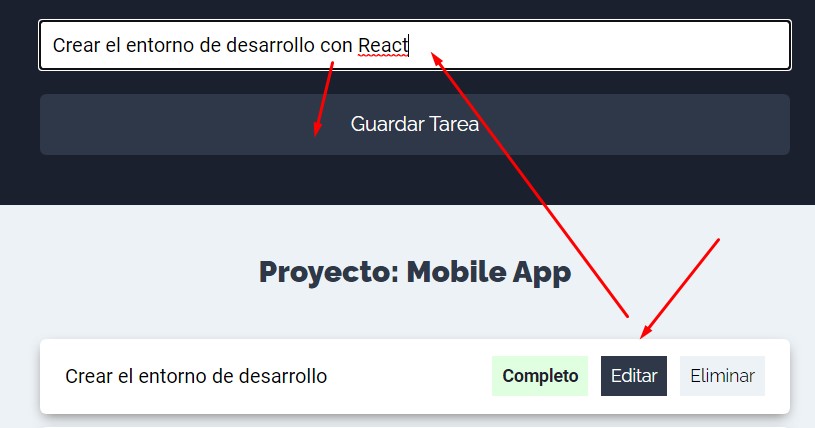 Crear el entorno de desarrollo con React
Guardar Tarea
Proyecto: Mobile App
Crear el entorno de desarrollo
Completo
Editar
Eliminar